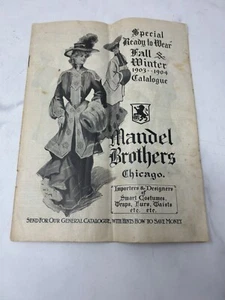 Special
"Ready to Wear"
Fall &
Winter
1903-1904
Catalogue
Mandel
Brothers
Chicago.
Importers & Designers
of
Smart Costumes.
Wraps, Furs, Waists
etc. etc.
Send For Our General Catalogue, with Hints How to Save Money